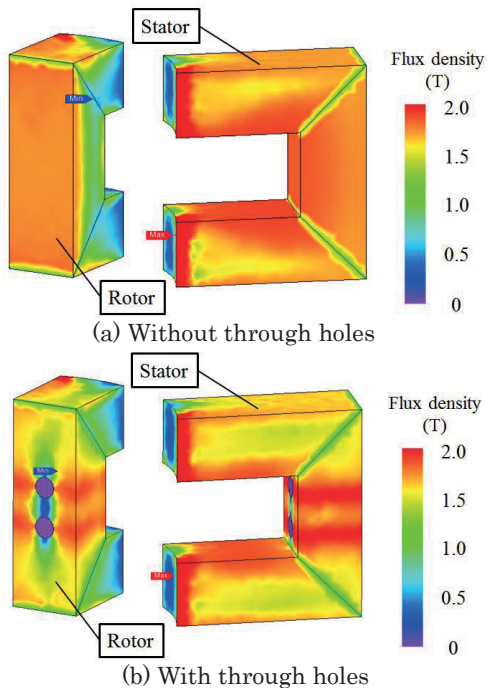 Stator
Flux density
(T)
2.0
1.5
1.0
0.5
0
Min
Max
Rotor
(a) Without through holes
Stator
Flux density
(T)
2.0
1.5
1.0
0.5
0
Min
Max
Rotor
(b) With through holes